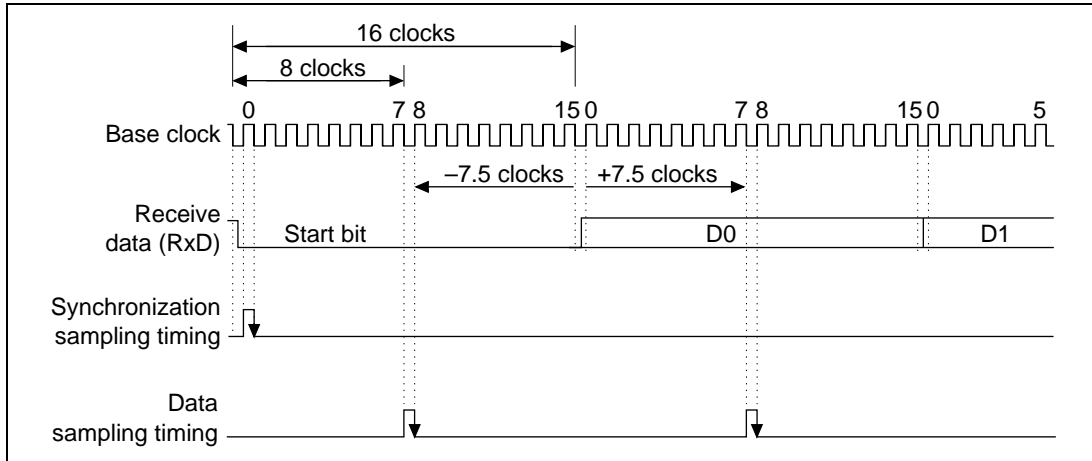 16 clocks
8 clocks
0 7 8 15 0 7 8 15 0 5
Base clock
–7.5 clocks +7.5 clocks
Receive
data (RxD)
Start bit D0 D1
Synchronization
sampling timing
Data
sampling timing